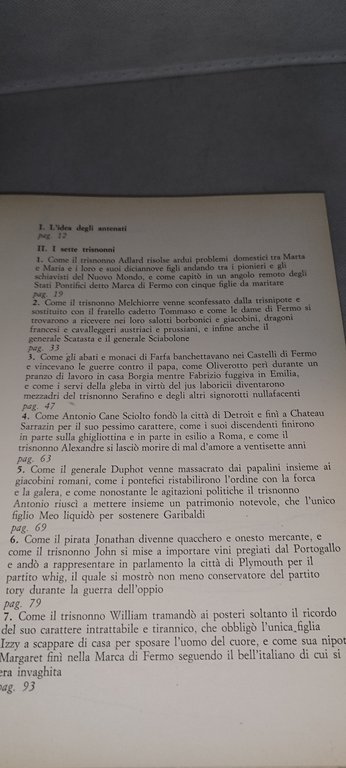 I. L'idea degli antenati
pag. 12
II. I sette trisnonni
1. Come il trisnonno Adlard risolse ardui problemi domestici tra Marta
e Maria e i loro e suoi diciannove figli andando tra i pionieri e gli
schiavisti del Nuovo Mondo, e come capitò in un angolo remoto degli
Stati Pontifici detto Marca di Fermo con cinque figlie da maritare
pag. 19
2. Come il trisnonno Melchiorre venne sconfessato dalla trisnipote e
sostituito con il fratello cadetto Tommaso e come le dame di Fermo si
trovarono a ricevere nei loro salotti borbonici e giacobini, dragoni
francesi e cavalleggeri austriaci e prussiani, e infine anche il
generale Scatasta e il generale Sciabolone
pag. 33
3. Come gli abati e monaci di Farfa banchettavano nei Castelli di Fermo
e vincevano le guerre contro il papa, come Oliverotto perì durante un
pranzo di lavoro in casa Borgia mentre Fabrizio fuggiva in Emilia,
e come i servi della gleba in virtù del jus laboricii diventarono
mezzadri del trisnonno Serafino e degli altri signorotti nullafacenti
pag. 47
4. Come Antonio Cane Sciolto fondò la città di Detroit e finì a Chateau
Sarrazin per il suo pessimo carattere, come i suoi discendenti finirono
in parte sulla ghigliottina e in parte in esilio a Roma, e come il
trisnonno Alexandre si lasciò morire di mal d'amore a ventisette anni
pag. 63
5. Come il generale Duphot venne massacrato dai papalini insieme ai
giacobini romani, come i pontefici ristabilirono l'ordine con la forca
e la galera, e come nonostante le agitazioni politiche il trisnonno
Antonio riuscì a mettere insieme un patrimonio notevole, che l'unico
figlio Meo liquidò per sostenere Garibaldi
pag. 69
6. Come il pirata Jonathan divenne quacchero e onesto mercante, e
come il trisnonno John si mise a importare vini pregiati dal Portogallo
e andò a rappresentare in parlamento la città di Plymouth per il
partito whig, il quale si mostrò non meno conservatore del partito
tory durante la guerra dell'oppio
pag. 79
7. Come il trisnonno William tramandò ai posteri soltanto il ricordo
del suo carattere intrattabile e tirannico, che obbligò l'unica figlia
Izzy a scappare di casa per sposare l'uomo del cuore, e come sua nipot
Margaret finì nella Marca di Fermo seguendo il bell'italiano di cui si
era invaghita
pag. 93